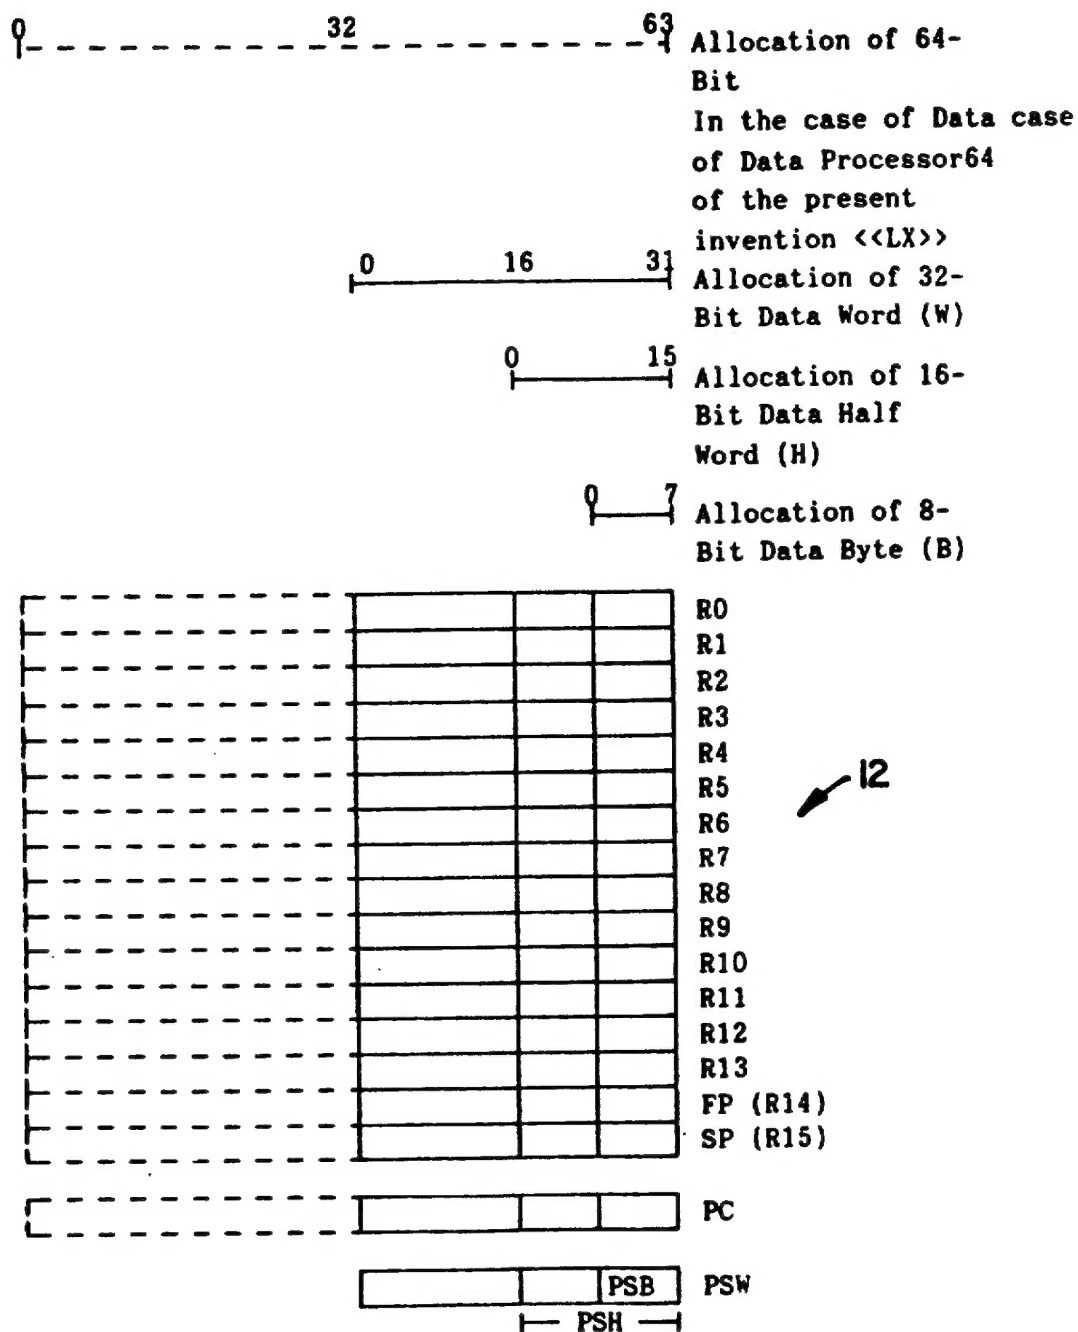 0 32 63
Allocation of 64-
Bit
In the case of Data case
of Data Processor64
of the present
invention <<LX>>
0 16 31
Allocation of 32-
Bit Data Word (W)
0 15
Allocation of 16-
Bit Data Half
Word (H)
0 7
Allocation of 8-
Bit Data Byte (B)
R0
R1
R2
R3
R4
R5
12
R6
R7
R8
R9
R10
R11
R12
R13
FP (R14)
SP (R15)
PC
PSB PSW
PSH